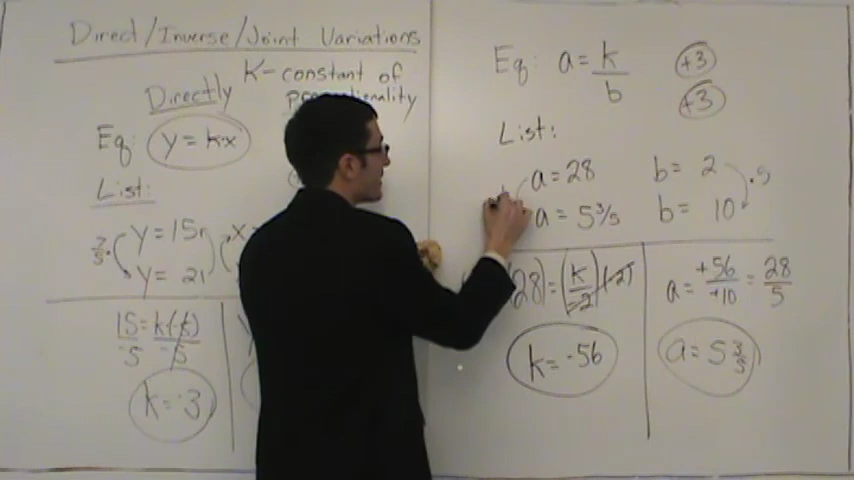 Direct/Inverse/Joint Variations
K-constant of
Directly
Eq: y = k·x
List:
y = 15
x
y = 21
15 = k(-5)
-5 -5
k = -3
Eq: a = k/b
+3
+3
List:
a = 28 b = 2 ·5
a = 5 3/5 b = 10
28) = (k/-2)(-2)
k = -56
a = +56/+10 = 28/5
a = 5 3/5